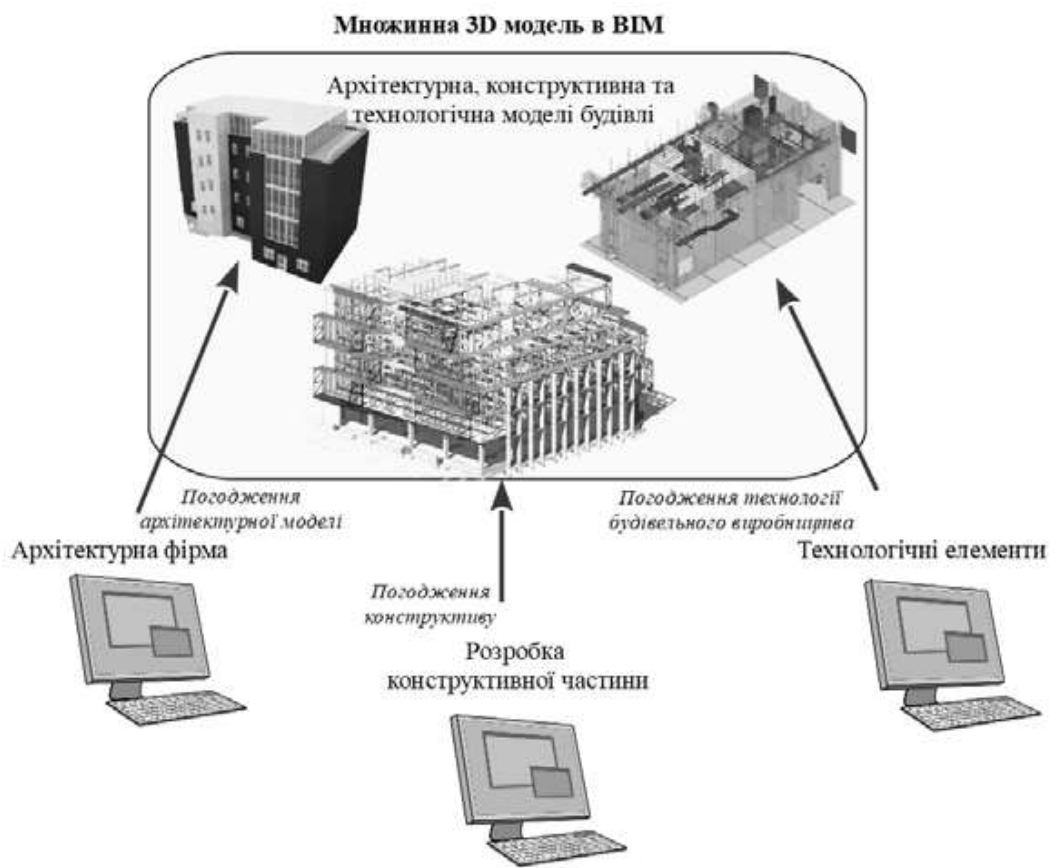 Множинна 3D модель в BIM
Архітектурна, конструктивна та
технологічна моделі будівлі
Погодження
архітектурної моделі
Погодження технології
будівельного виробництва
Архітектурна фірма
Технологічні елементи
Погодження
конструктиву
Розробка
конструктивної частини